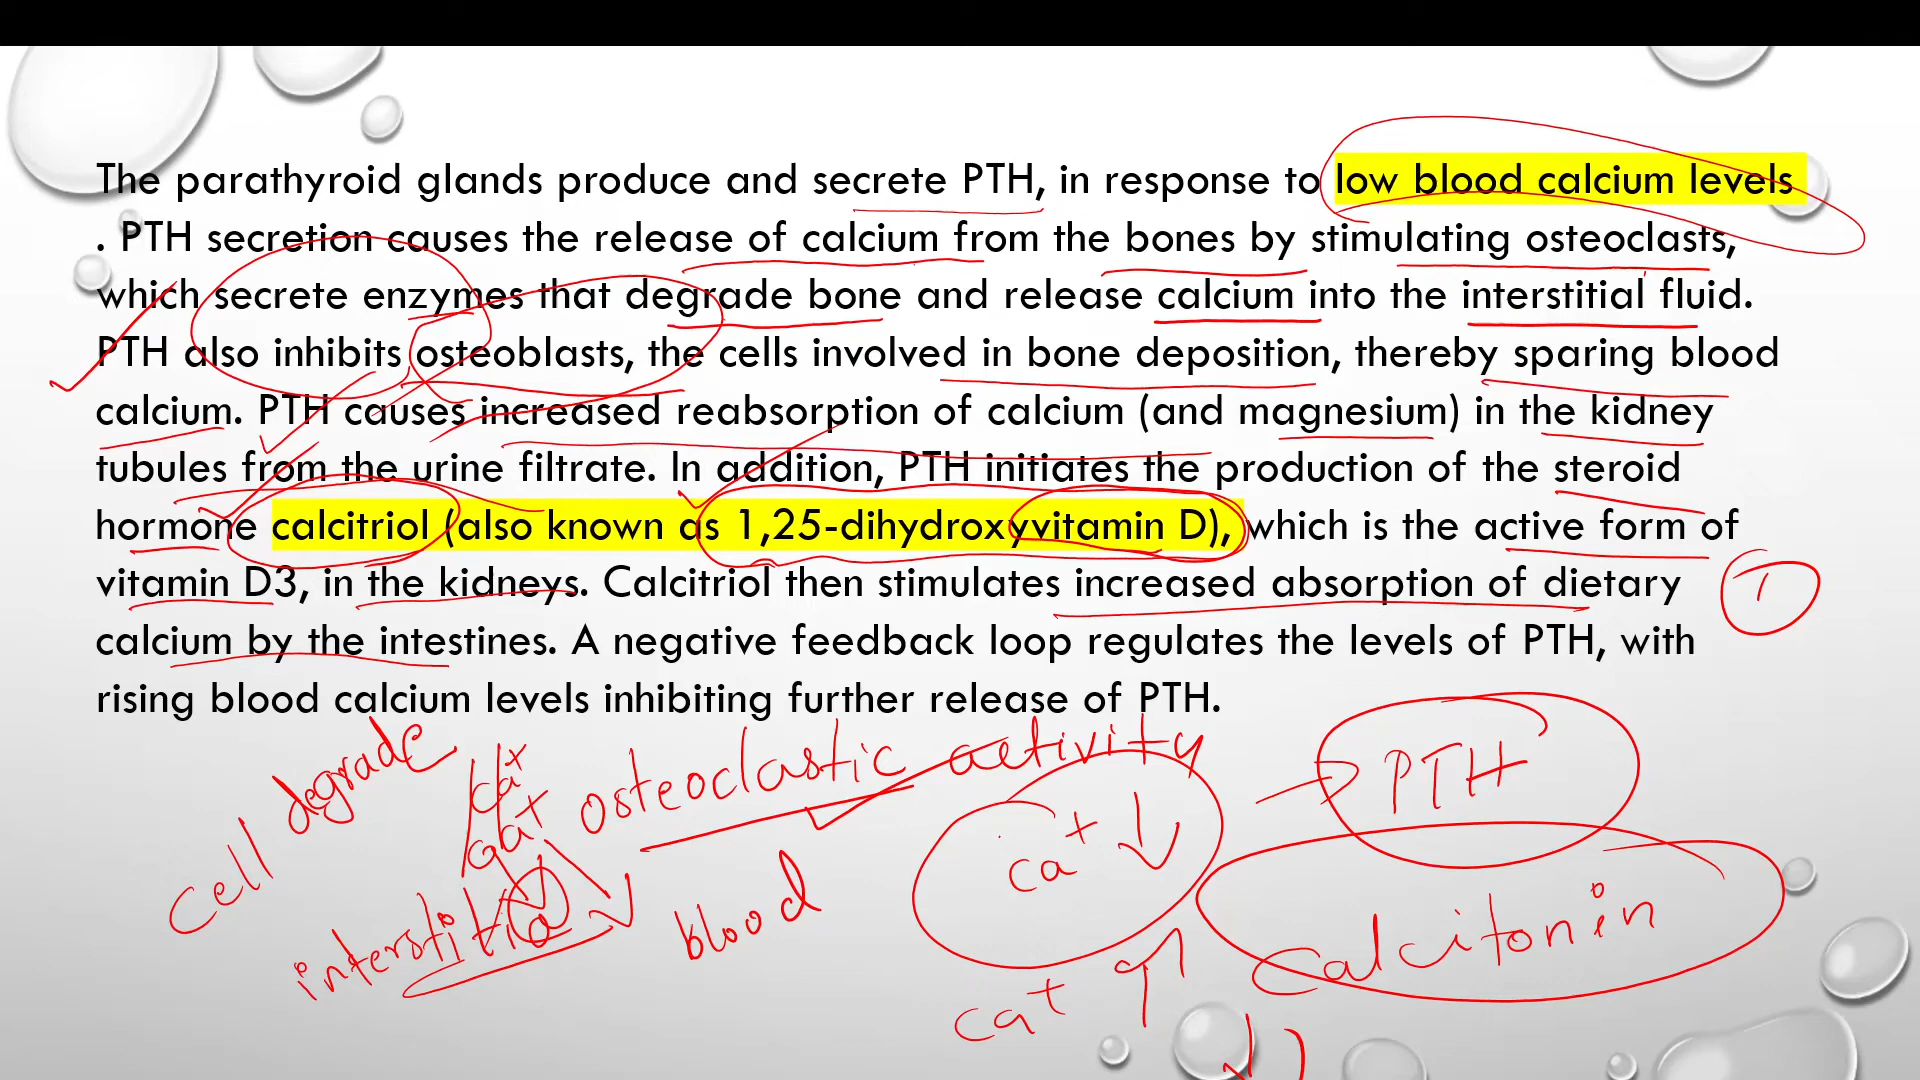 The parathyroid glands produce and secrete PTH, in response to low blood calcium levels
. PTH secretion causes the release of calcium from the bones by stimulating osteoclasts,
which secrete enzymes that degrade bone and release calcium into the interstitial fluid.
PTH also inhibits osteoblasts, the cells involved in bone deposition, thereby sparing blood
calcium. PTH causes increased reabsorption of calcium (and magnesium) in the kidney
tubules from the urine filtrate. In addition, PTH initiates the production of the steroid
hormone calcitriol (also known as 1,25-dihydroxyvitamin D), which is the active form of
vitamin D3, in the kidneys. Calcitriol then stimulates increased absorption of dietary
calcium by the intestines. A negative feedback loop regulates the levels of PTH, with
rising blood calcium levels inhibiting further release of PTH.
cell degrade
ca+
ca+
osteoclastic activity
ca+ ↓ → PTH
interstitia
blood
calcitonin
ca+ ↑